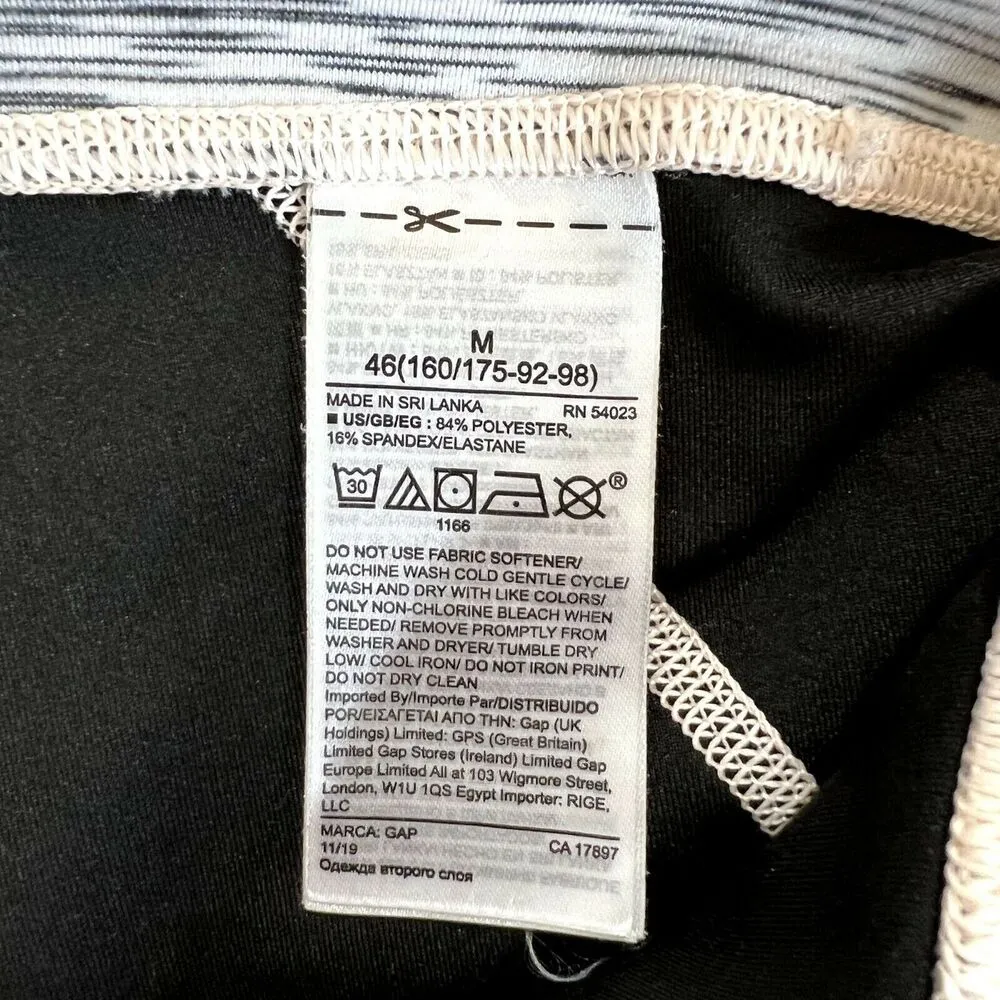 M
46(160/175-92-98)
MADE IN SRI LANKA RN 54023
■ US/GB/EG : 84% POLYESTER,
16% SPANDEX/ELASTANE
30 ®
1166
DO NOT USE FABRIC SOFTENER/
MACHINE WASH COLD GENTLE CYCLE/
WASH AND DRY WITH LIKE COLORS/
ONLY NON-CHLORINE BLEACH WHEN
NEEDED/ REMOVE PROMPTLY FROM
WASHER AND DRYER/ TUMBLE DRY
LOW/ COOL IRON/ DO NOT IRON PRINT/
DO NOT DRY CLEAN
Imported By/Importe Par/DISTRIBUIDO
POR/ΕΙΣΑΓΕΤΑΙ ΑΠΟ ΤΗΝ: Gap (UK
Holdings) Limited: GPS (Great Britain)
Limited Gap Stores (Ireland) Limited Gap
Europe Limited All at 103 Wigmore Street,
London, W1U 1QS Egypt Importer: RIGE,
LLC
MARCA: GAP
11/19 CA 17897
Одежда второго слоя